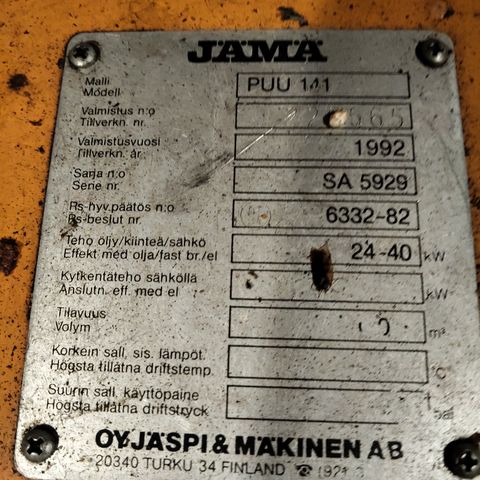 JÄMÄ
Malli PUU 141
Modell
Valmistus n:o
Tillverkn. nr.
Valmistusvuosi 1992
Tillverkn. år
Sarja n:o SA 5929
Serie nr.
Rs-hyv.päätös n:o 6332-82
Rs-beslut nr.
Teho öljy/kiinteä/sähkö 24-40 kW
Effekt med olja/fast br./el
Kytkentäteho sähköllä kW
Anslutn. eff. med el
Tilavuus m³
Volym
Korkein sall. sis. lämpöt. °C
Högsta tillåtna driftstemp.
Suurin sall. käyttöpaine
Högsta tillåtna driftstryck
OY JÄSPI & MÄKINEN AB
20340 TURKU 34 FINLAND ☎